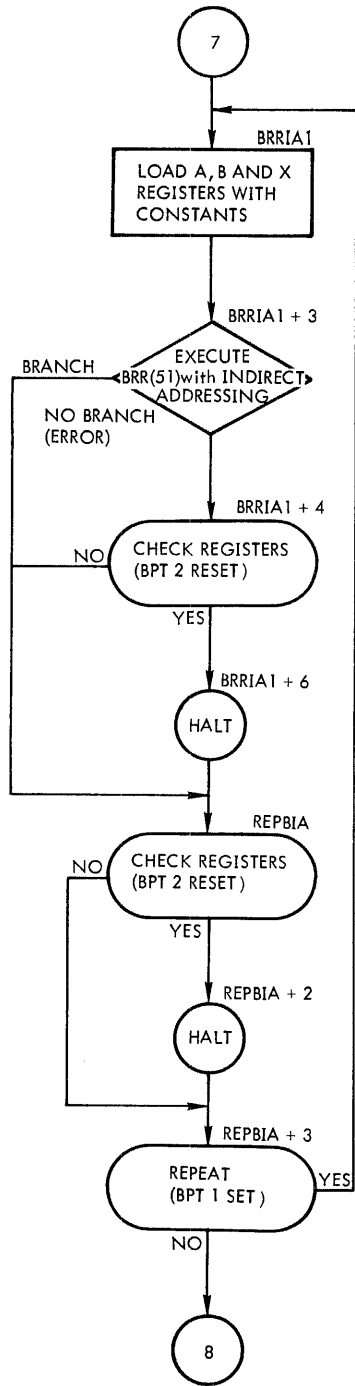 7
BRRIA1
LOAD A, B AND X
REGISTERS WITH
CONSTANTS
BRRIA1 + 3
BRANCH
EXECUTE
BRR(51)with INDIRECT
ADDRESSING
NO BRANCH
(ERROR)
BRRIA1 + 4
NO
CHECK REGISTERS
(BPT 2 RESET)
YES
BRRIA1 + 6
HALT
REPBIA
NO
CHECK REGISTERS
(BPT 2 RESET)
YES
REPBIA + 2
HALT
REPBIA + 3
REPEAT
(BPT 1 SET)
YES
NO
8